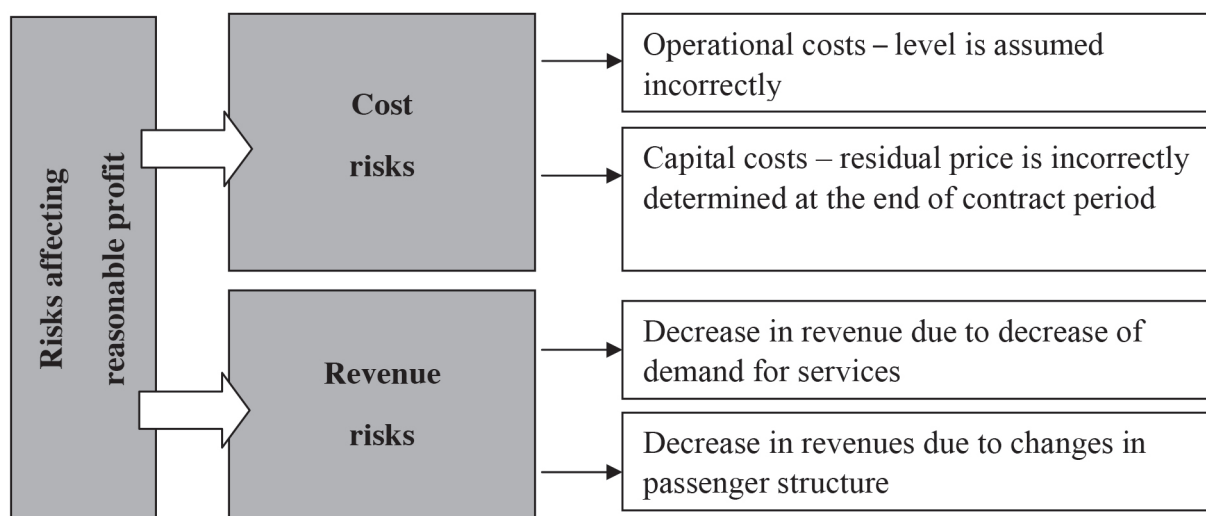 Risks affecting
reasonable profit
Cost
risks
Operational costs – level is assumed
incorrectly
Capital costs – residual price is incorrectly
determined at the end of contract period
Revenue
risks
Decrease in revenue due to decrease of
demand for services
Decrease in revenues due to changes in
passenger structure